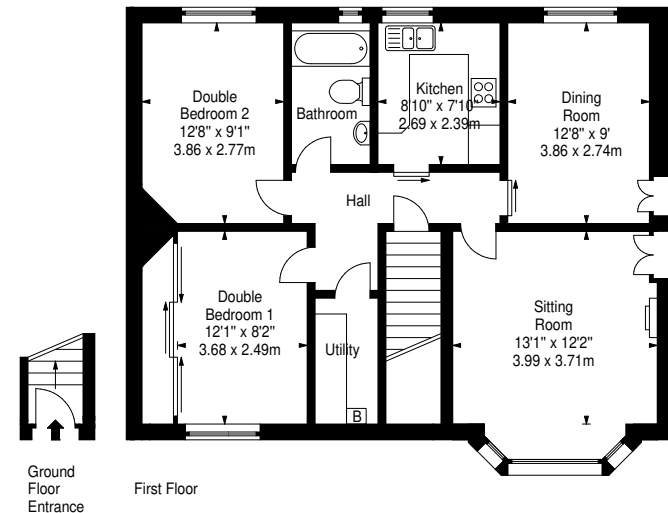 Double
Bedroom 2
12'8" x 9'1"
3.86 x 2.77m
Bathroom
Kitchen
8'10" x 7'10"
2.69 x 2.39m
Dining
Room
12'8" x 9'
3.86 x 2.74m
Hall
Double
Bedroom 1
12'1" x 8'2"
3.68 x 2.49m
Utility
B
Sitting
Room
13'1" x 12'2"
3.99 x 3.71m
Ground
Floor
Entrance
First Floor